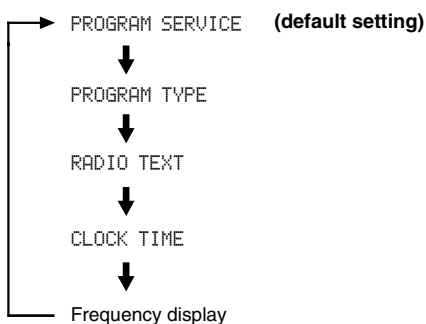 PROGRAM SERVICE (default setting)
PROGRAM TYPE
RADIO TEXT
CLOCK TIME
Frequency display